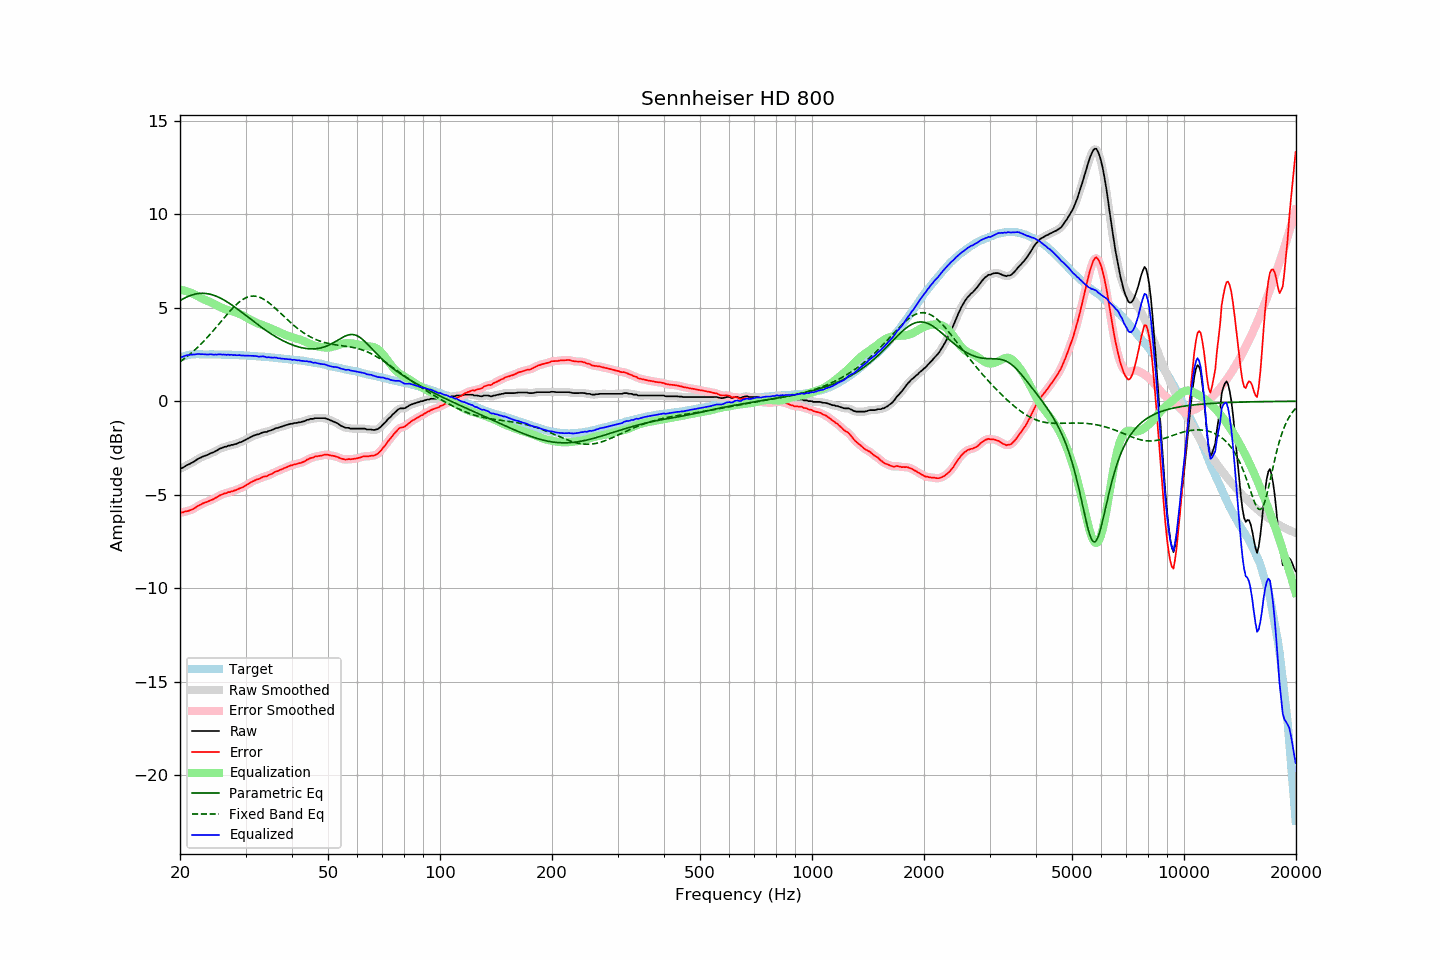 Sennheiser HD 800
15
10
5
0
−5
−10
−15
−20
Amplitude (dBr)
Target
Raw Smoothed
Error Smoothed
Raw
Error
Equalization
Parametric Eq
Fixed Band Eq
Equalized
20 50 100 200 500 1000 2000 5000 10000 20000
Frequency (Hz)